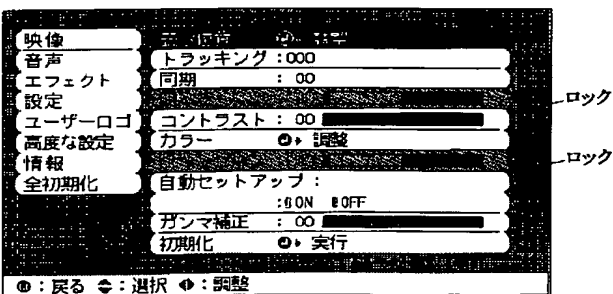 映像
音声
エフェクト
設定
ユーザーロゴ
高度な設定
情報
全初期化
トラッキング :000
同期 : 00
コントラスト : 00
カラー 調整
自動セットアップ :
:ON OFF
ガンマ補正 : 00
初期化 実行
ロック
ロック
:戻る :選択 :調整